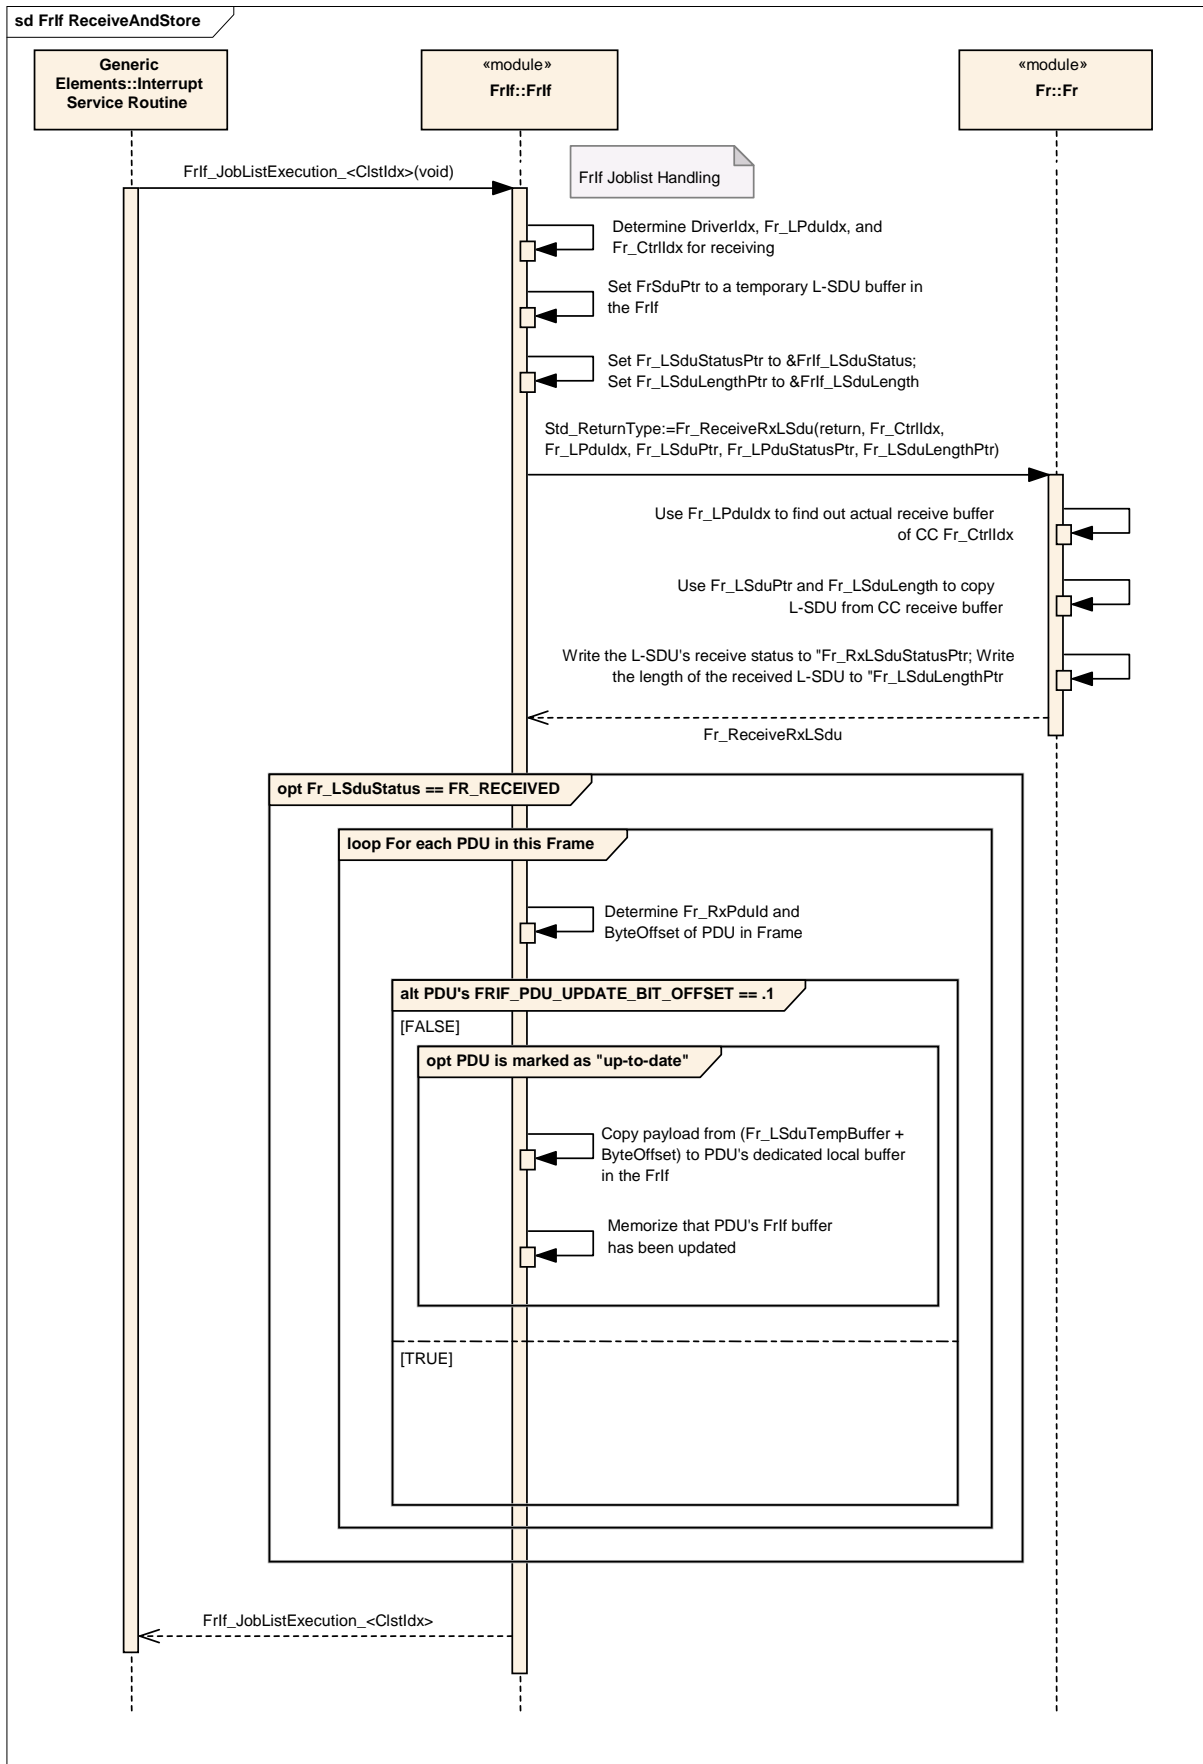 sd FrIf ReceiveAndStore
Generic
Elements::Interrupt
Service Routine
«module»
FrIf::FrIf
«module»
Fr::Fr
FrIf_JobListExecution_<ClstIdx>(void)
FrIf Joblist Handling
Determine DriverIdx, Fr_LPduIdx, and
Fr_CtrlIdx for receiving
Set FrSduPtr to a temporary L-SDU buffer in
the FrIf
Set Fr_LSduStatusPtr to &FrIf_LSduStatus;
Set Fr_LSduLengthPtr to &FrIf_LSduLength
Std_ReturnType:=Fr_ReceiveRxLSdu(return, Fr_CtrlIdx,
Fr_LPduIdx, Fr_LSduPtr, Fr_LPduStatusPtr, Fr_LSduLengthPtr)
Use Fr_LPduIdx to find out actual receive buffer
of CC Fr_CtrlIdx
Use Fr_LSduPtr and Fr_LSduLength to copy
L-SDU from CC receive buffer
Write the L-SDU's receive status to "Fr_RxLSduStatusPtr; Write
the length of the received L-SDU to "Fr_LSduLengthPtr
Fr_ReceiveRxLSdu
opt Fr_LSduStatus == FR_RECEIVED
loop For each PDU in this Frame
Determine Fr_RxPduId and
ByteOffset of PDU in Frame
alt PDU's FRIF_PDU_UPDATE_BIT_OFFSET == .1
[FALSE]
opt PDU is marked as "up-to-date"
Copy payload from (Fr_LSduTempBuffer +
ByteOffset) to PDU's dedicated local buffer
in the FrIf
Memorize that PDU's FrIf buffer
has been updated
[TRUE]
FrIf_JobListExecution_<ClstIdx>